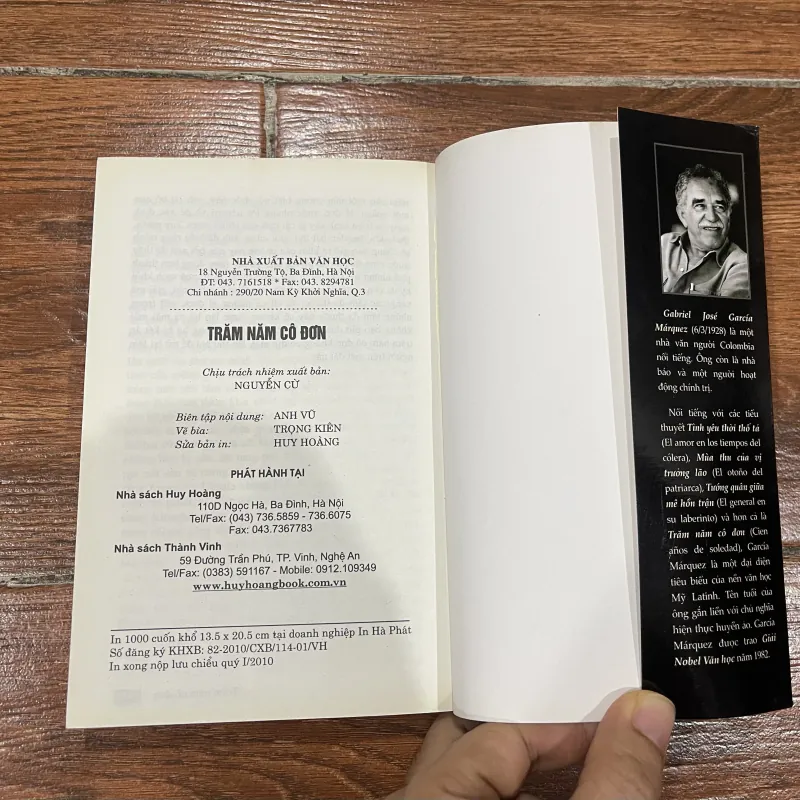 NHÀ XUẤT BẢN VĂN HỌC
18 Nguyễn Trường Tộ, Ba Đình, Hà Nội
ĐT: 043. 7161518 * Fax: 043. 8294781
Chi nhánh : 290/20 Nam Kỳ Khởi Nghĩa, Q.3
TRĂM NĂM CÔ ĐƠN
Chịu trách nhiệm xuất bản:
NGUYỄN CỪ
Biên tập nội dung: ANH VŨ
Vẽ bìa: TRỌNG KIÊN
Sửa bản in: HUY HOÀNG
PHÁT HÀNH TẠI
Nhà sách Huy Hoàng
110D Ngọc Hà, Ba Đình, Hà Nội
Tel/Fax: (043) 736.5859 - 736.6075
Fax: 043.7367783
Nhà sách Thành Vinh
59 Đường Trần Phú, TP. Vinh, Nghệ An
Tel/Fax: (0383) 591167 - Mobile: 0912.109349
www.huyhoangbook.com.vn
In 1000 cuốn khổ 13.5 x 20.5 cm tại doanh nghiệp In Hà Phát
Số đăng ký KHXB: 82-2010/CXB/114-01/VH
In xong nộp lưu chiểu quý I/2010
Gabriel José García
Márquez (6/3/1928) là một
nhà văn người Colombia
nổi tiếng. Ông còn là nhà
báo và một người hoạt
động chính trị.
Nổi tiếng với các tiểu
thuyết Tình yêu thời thổ tả
(El amor en los tiempos del
cólera), Mùa thu của vị
trưởng lão (El otoño del
patriarca), Tướng quân giữa
mê hồn trận (El general en
su laberinto) và hơn cả là
Trăm năm cô đơn (Cien
años de soledad), García
Márquez là một đại diện
tiêu biểu của nền văn học
Mỹ Latinh. Tên tuổi của
ông gắn liền với chủ nghĩa
hiện thực huyền ảo. García
Márquez được trao Giải
Nobel Văn học năm 1982.